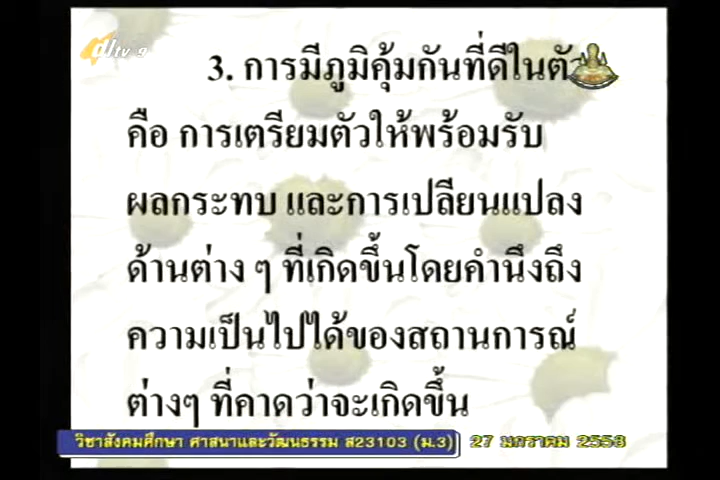 dltv 9
3. การมีภูมิคุ้มกันที่ดีในตัว
คือ การเตรียมตัวให้พร้อมรับ
ผลกระทบ และการเปลี่ยนแปลง
ด้านต่าง ๆ ที่เกิดขึ้นโดยคำนึงถึง
ความเป็นไปได้ของสถานการณ์
ต่างๆ ที่คาดว่าจะเกิดขึ้น
วิชาสังคมศึกษา ศาสนาและวัฒนธรรม ส23103 (ม.3) 27 มกราคม 2553